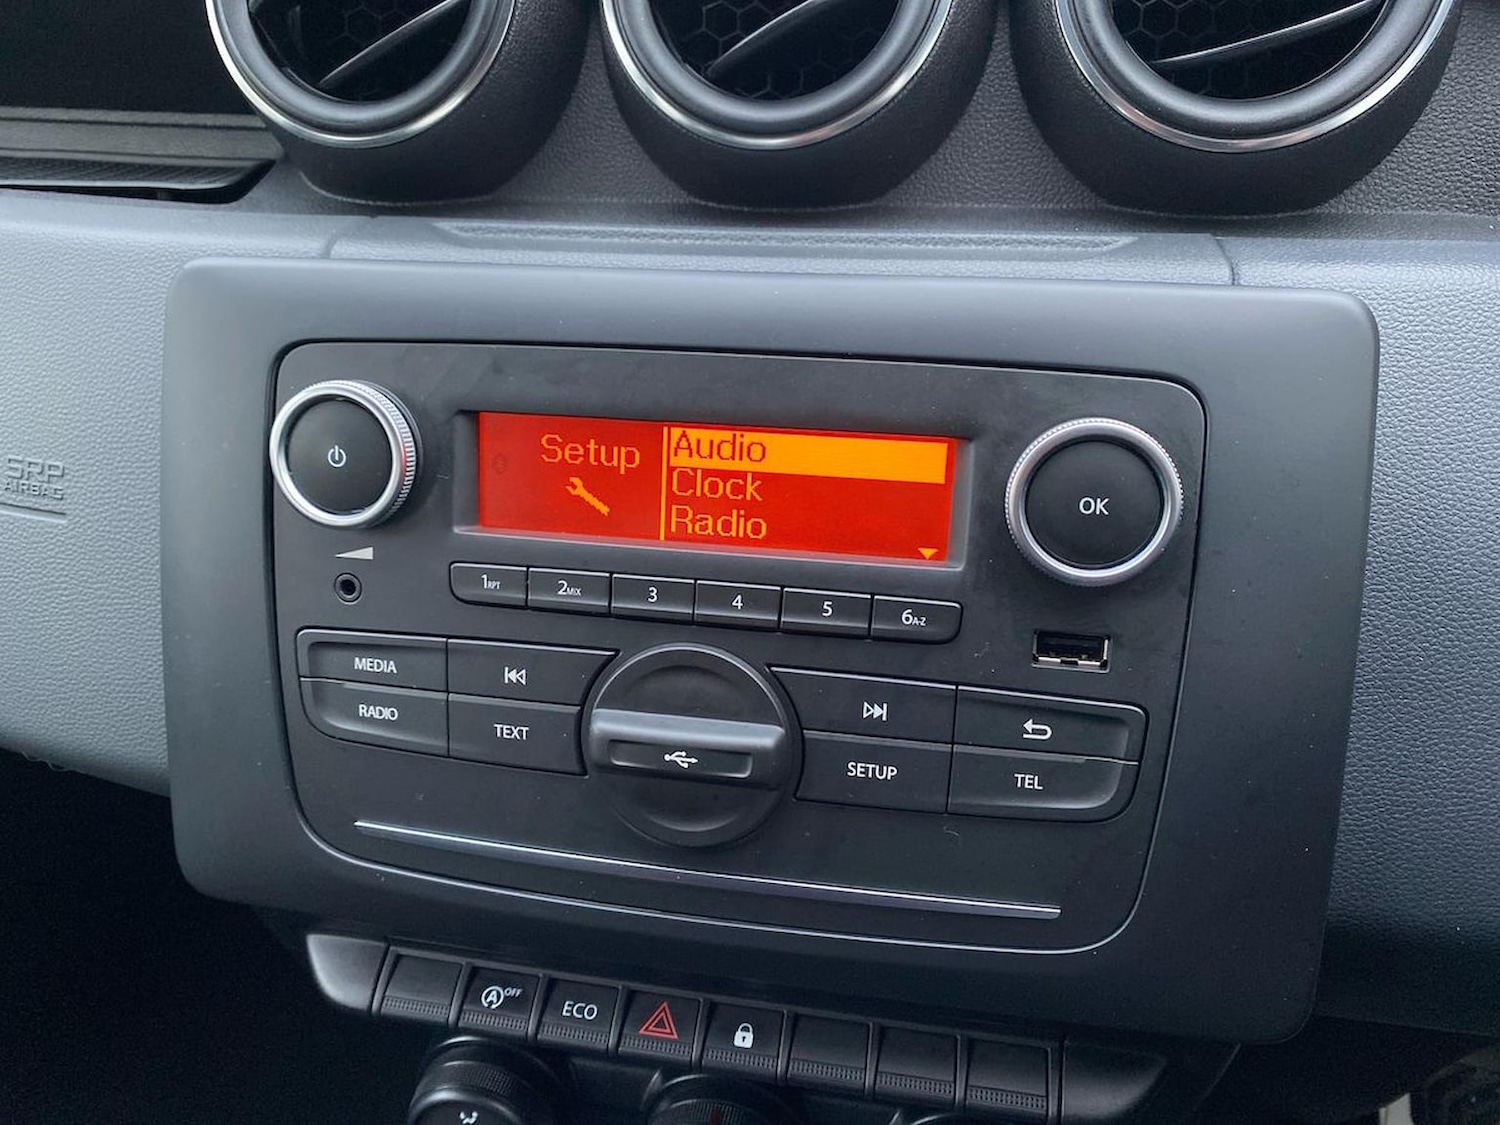 SRP
AIRBAG
Setup
Audio
Clock
Radio
OK
1RPT
2MIX
3
4
5
6A-Z
MEDIA
RADIO
TEXT
SETUP
TEL
A OFF
ECO